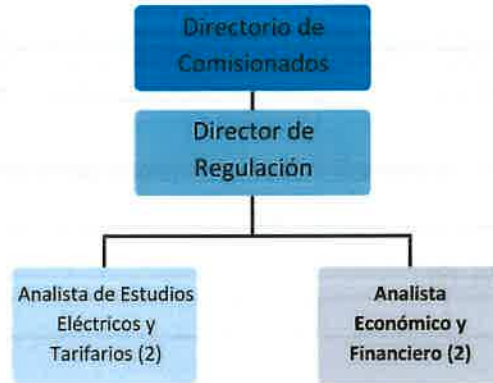 Directorio de
Comisionados
Director de
Regulación
Analista de Estudios
Eléctricos y
Tarifarios (2)
Analista
Económico y
Financiero (2)